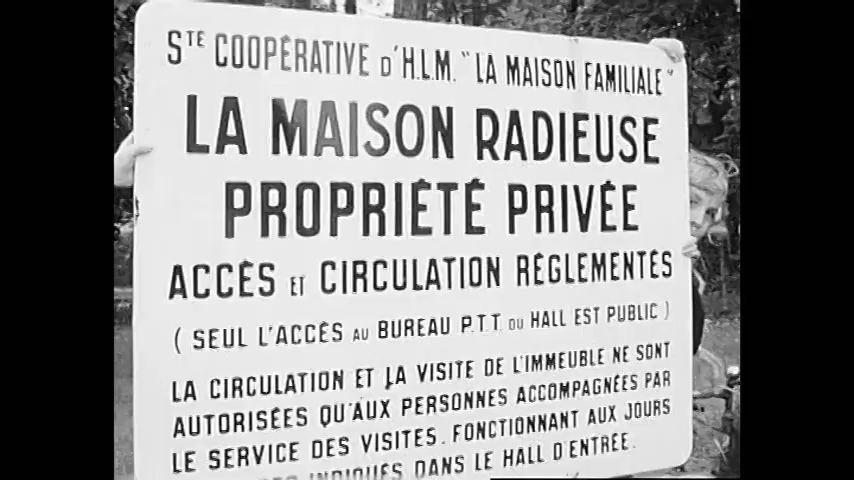 STE COOPÉRATIVE D'H.L.M. "LA MAISON FAMILIALE"
LA MAISON RADIEUSE
PROPRIÉTÉ PRIVÉE
ACCÈS ET CIRCULATION RÉGLEMENTÉS
( SEUL L'ACCÈS AU BUREAU P.T.T. DU HALL EST PUBLIC )
LA CIRCULATION ET LA VISITE DE L'IMMEUBLE NE SONT
AUTORISÉES QU'AUX PERSONNES ACCOMPAGNÉES PAR
LE SERVICE DES VISITES. FONCTIONNANT AUX JOURS
INDIQUÉS DANS LE HALL D'ENTRÉE.